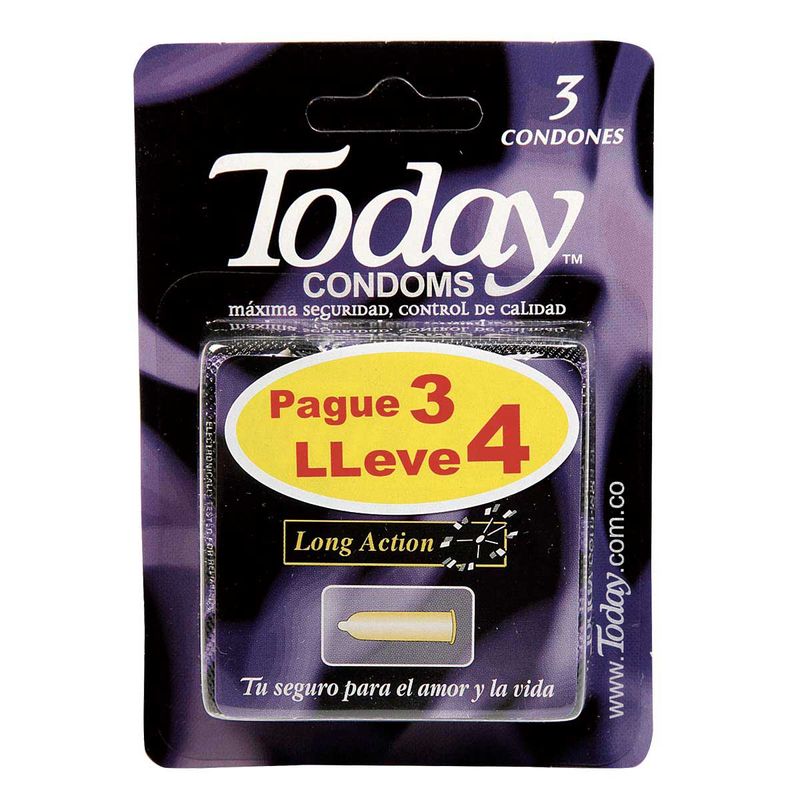 3
CONDONES
Today™
CONDOMS
máxima seguridad, control de calidad
Pague 3
LLeve 4
Long Action
Tu seguro para el amor y la vida
www.Today.com.co